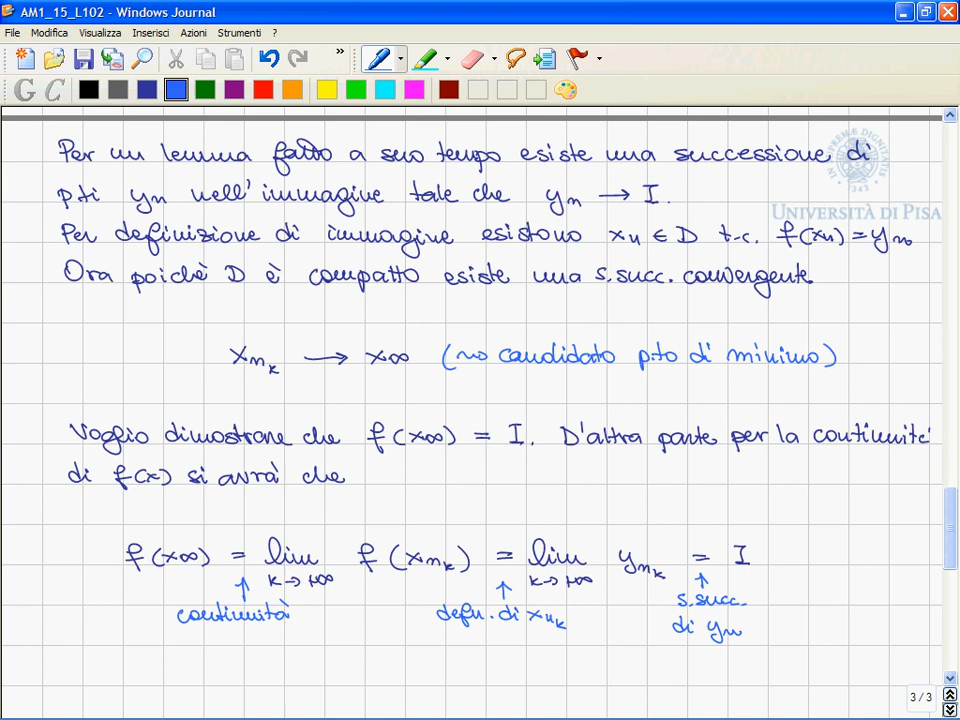 AM1_15_L102 - Windows Journal
File Modifica Visualizza Inserisci Azioni Strumenti ?
G C
Per un lemma fatto a suo tempo esiste una successione di
p.ti yn nell'immagine tale che yn → I.
UNIVERSITÀ DI PISA
Per definizione di immagine esistono xn ∈ D t.c. f(xn) = yn
Ora poichè D è compatto esiste una s.succ. convergente
xnk → x∞ (~> candidato p.to di minimo)
Voglio dimostrare che f(x∞) = I. D'altra parte per la continuità
di f(x) si avrà che
f(x∞) = lim f(xnk) = lim ynk = I
k→+∞ k→+∞
↑ ↑ ↑
continuità defn. di xnk s.succ.
di yn
3 / 3